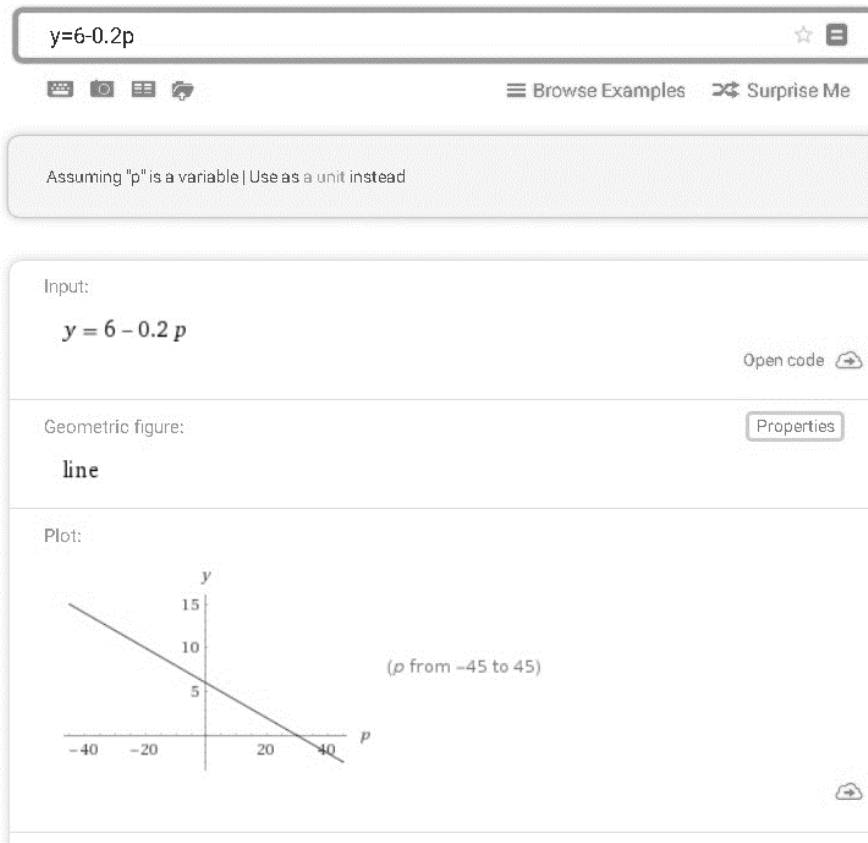 y=6-0.2p
Browse Examples Surprise Me
Assuming "p" is a variable | Use as a unit instead
Input:
y = 6 – 0.2 p
Open code
Geometric figure:
Properties
line
Plot:
y
15
10
(p from –45 to 45)
5
p
–40 –20 20 40